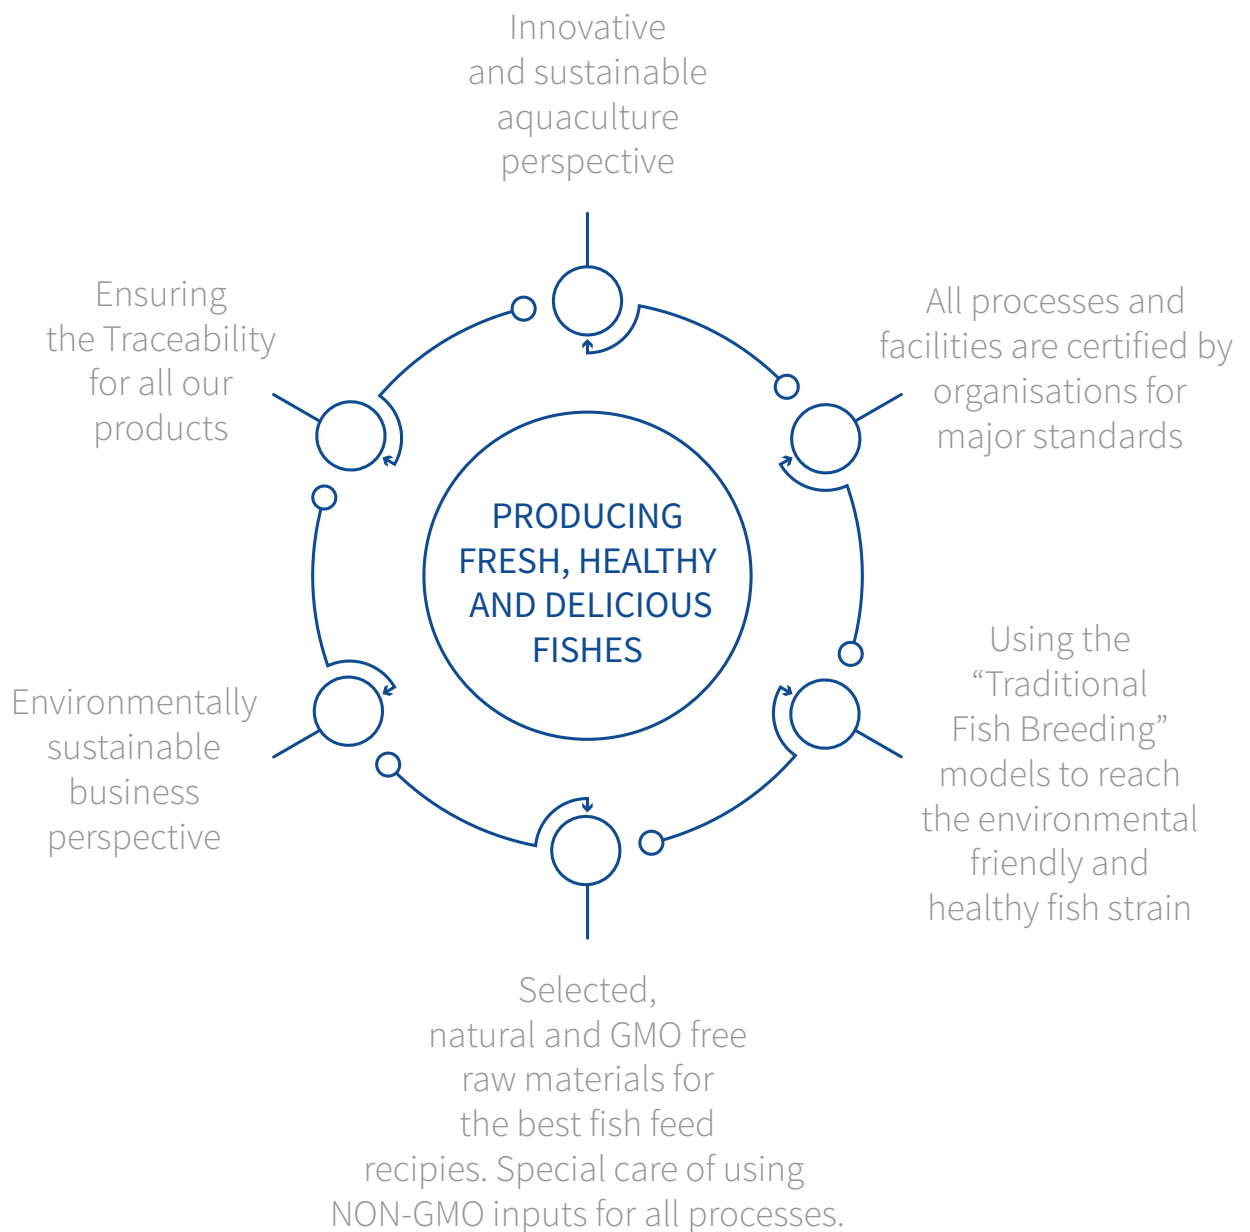 Innovative
and sustainable
aquaculture
perspective
All processes and
facilities are certified by
organisations for
major standards
Using the
“Traditional
Fish Breeding”
models to reach
the environmental
friendly and
healthy fish strain
Selected,
natural and GMO free
raw materials for
the best fish feed
recipies. Special care of using
NON-GMO inputs for all processes.
Environmentally
sustainable
business
perspective
Ensuring
the Traceability
for all our
products
PRODUCING
FRESH, HEALTHY
AND DELICIOUS
FISHES